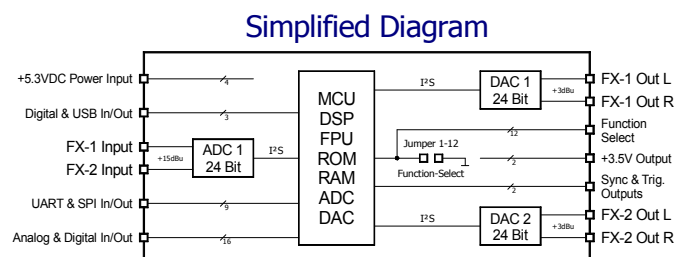 Simplified Diagram
+5.3VDC Power Input
4
Digital & USB In/Out
3
FX-1 Input
FX-2 Input
+15dBu
ADC 1
24 Bit
I²S
UART & SPI In/Out
9
Analog & Digital In/Out
16
MCU
DSP
FPU
ROM
RAM
ADC
DAC
I²S
DAC 1
24 Bit
+3dBu
FX-1 Out L
FX-1 Out R
12
Function
Select
Jumper 1-12
Function-Select
2
+3.5V Output
2
Sync & Trig.
Outputs
I²S
DAC 2
24 Bit
+3dBu
FX-2 Out L
FX-2 Out R